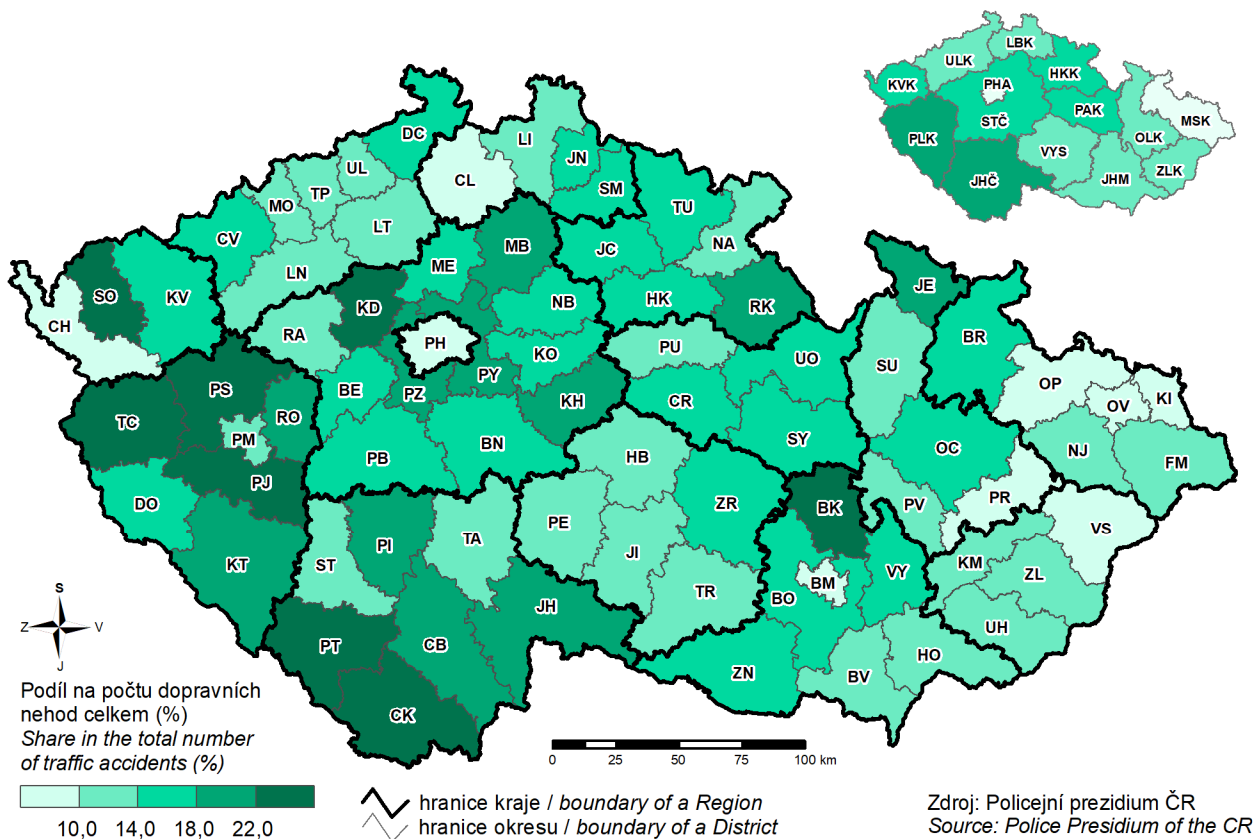 LBK
ULK
HKK
KVK
PHA
PAK
STČ
MSK
PLK
OLK
VYS
ZLK
JHČ
JHM
DC
LI
JN
UL
CL
SM
TP
MO
TU
LT
CV
MB
JC
NA
ME
LN
SO
KV
NB
HK
RK
JE
KD
CH
RA
PH
BR
KO
PU
UO
SU
PS
PY
OP
BE
PZ
KH
CR
KI
OV
TC
RO
PM
BN
SY
OC
PB
HB
NJ
FM
PJ
DO
ZR
BK
PV
PR
PE
VS
TA
PI
JI
ST
KT
KM
VY
ZL
BM
TR
BO
JH
UH
PT
CB
HO
ZN
BV
CK
S
Z V
J
Podíl na počtu dopravních
nehod celkem (%)
Share in the total number
of traffic accidents (%)
10,0 14,0 18,0 22,0
0 25 50 75 100 km
hranice kraje / boundary of a Region
hranice okresu / boundary of a District
Zdroj: Policejní prezidium ČR
Source: Police Presidium of the CR